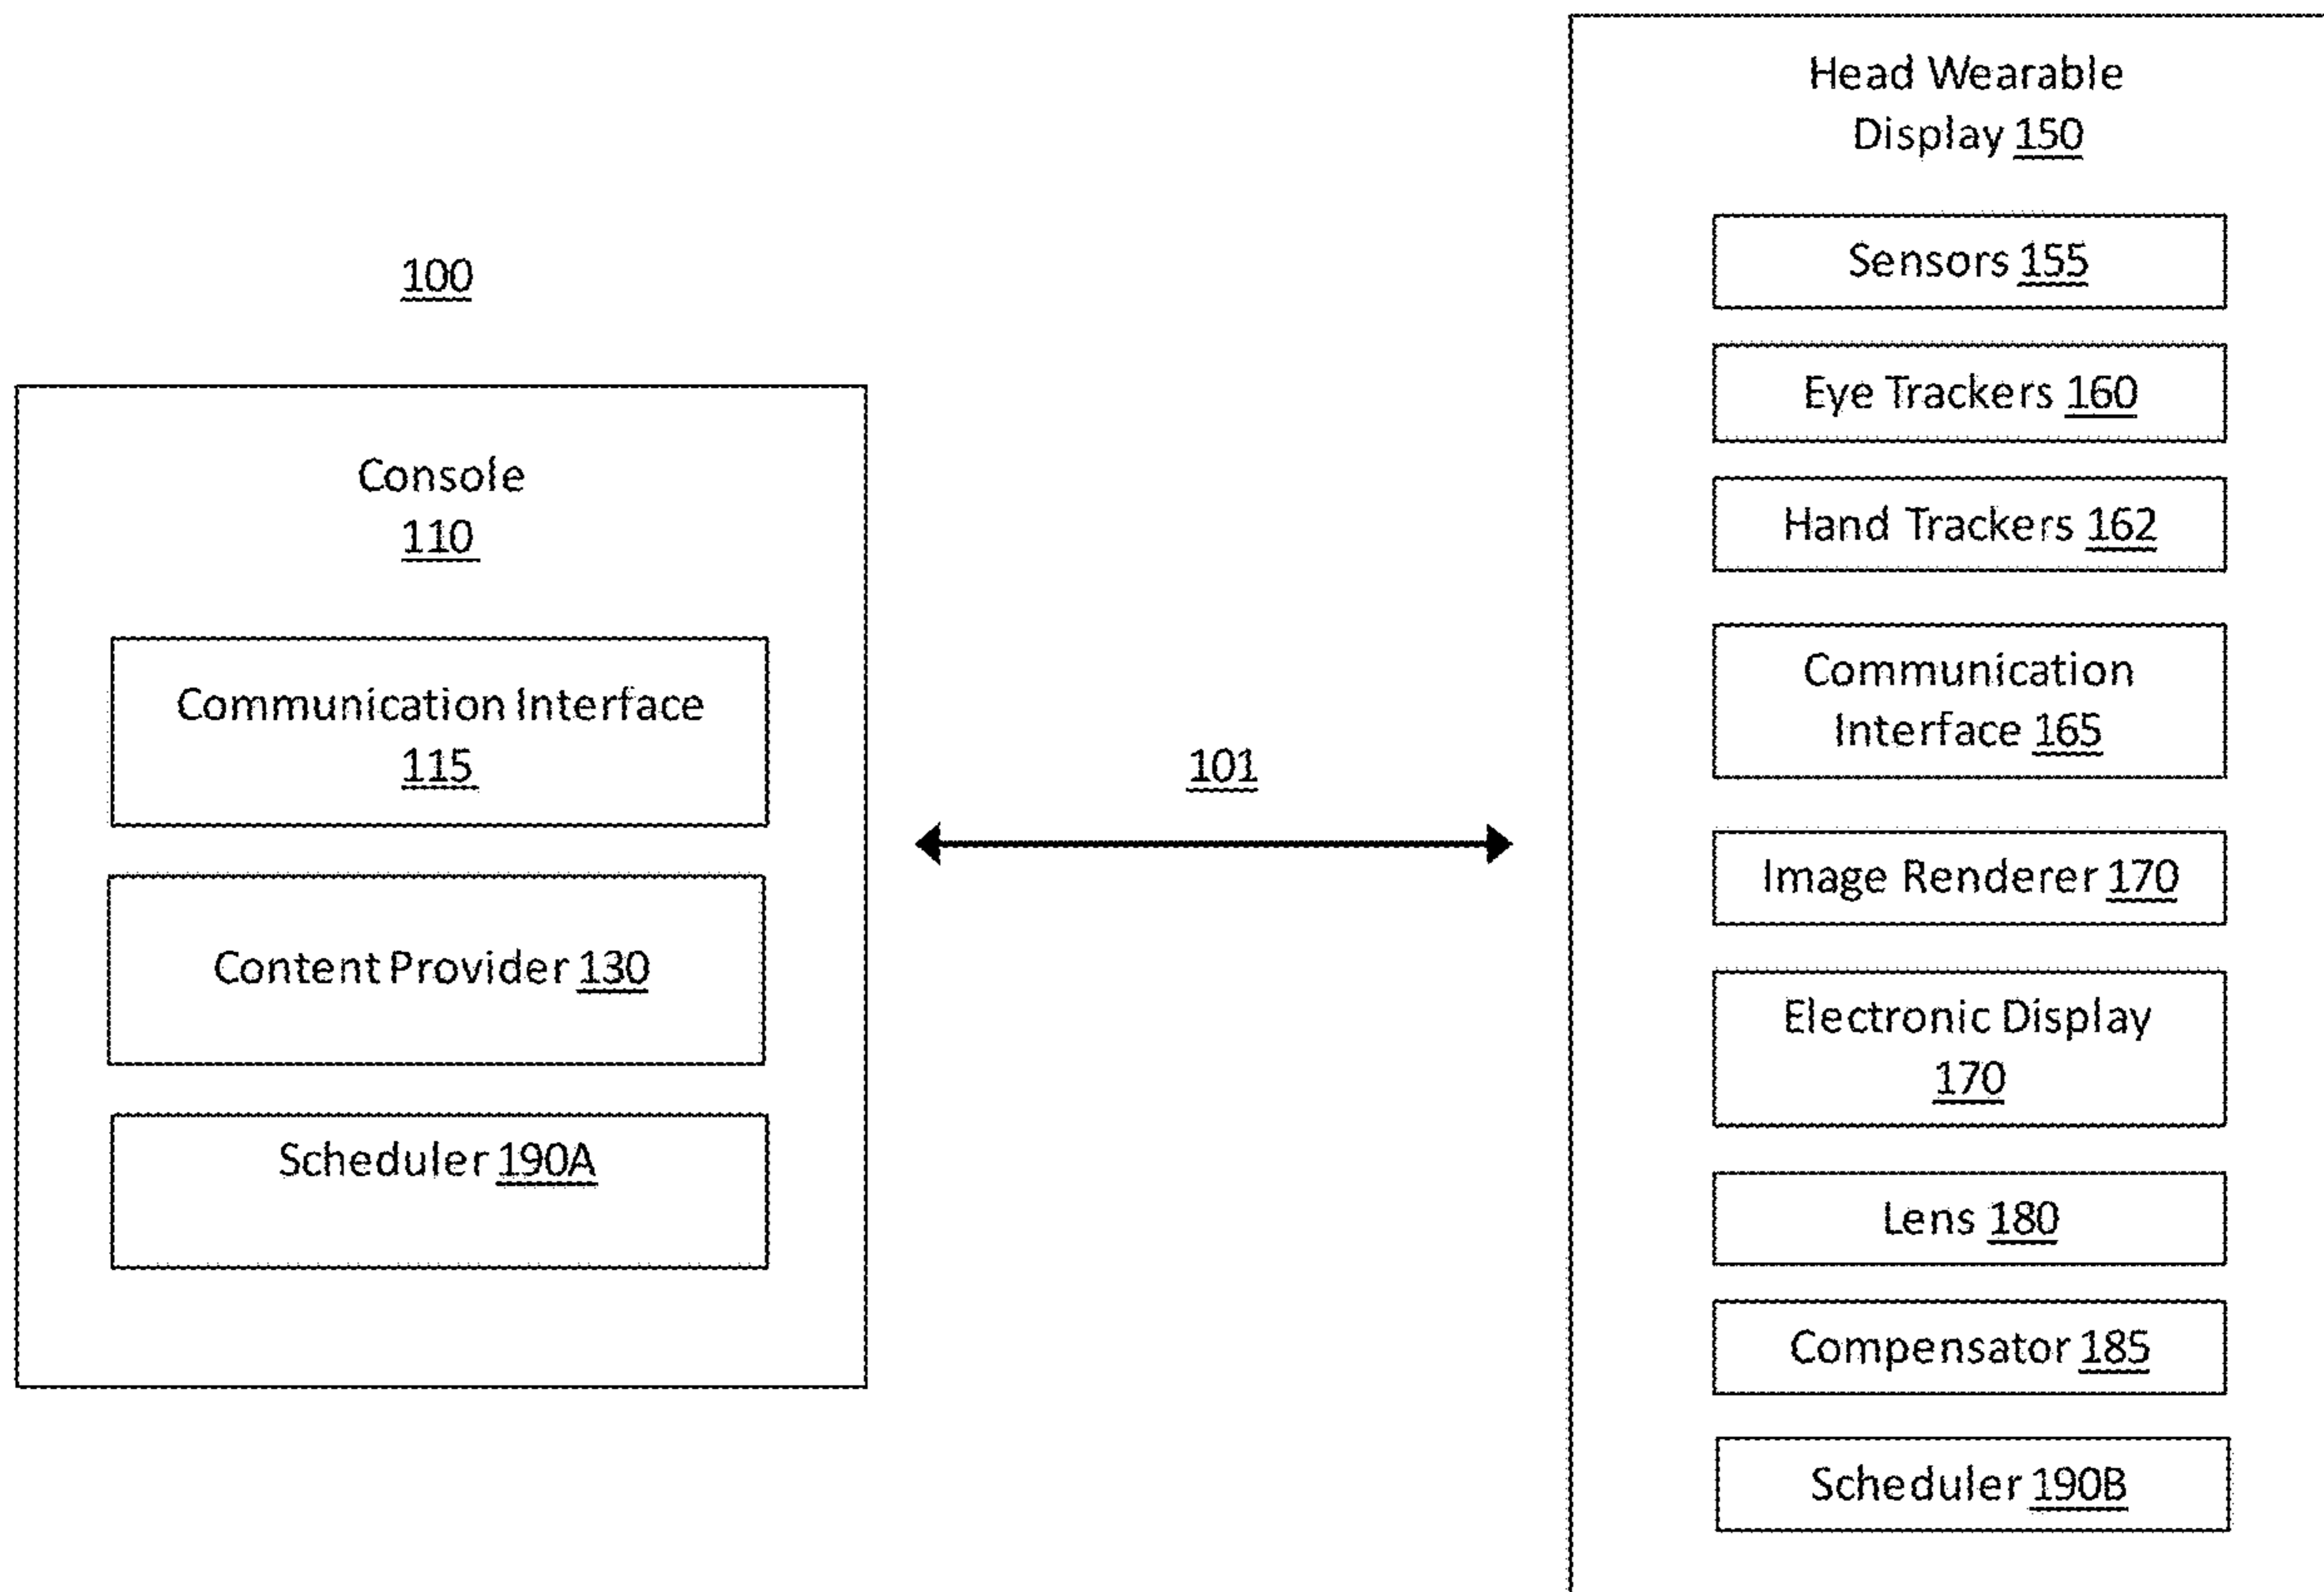 100
Console
110
Communication Interface
115
Content Provider 130
Scheduler 190A
101
Head Wearable
Display 150
Sensors 155
Eye Trackers 160
Hand Trackers 162
Communication
Interface 165
Image Renderer 170
Electronic Display
170
Lens 180
Compensator 185
Scheduler 190B